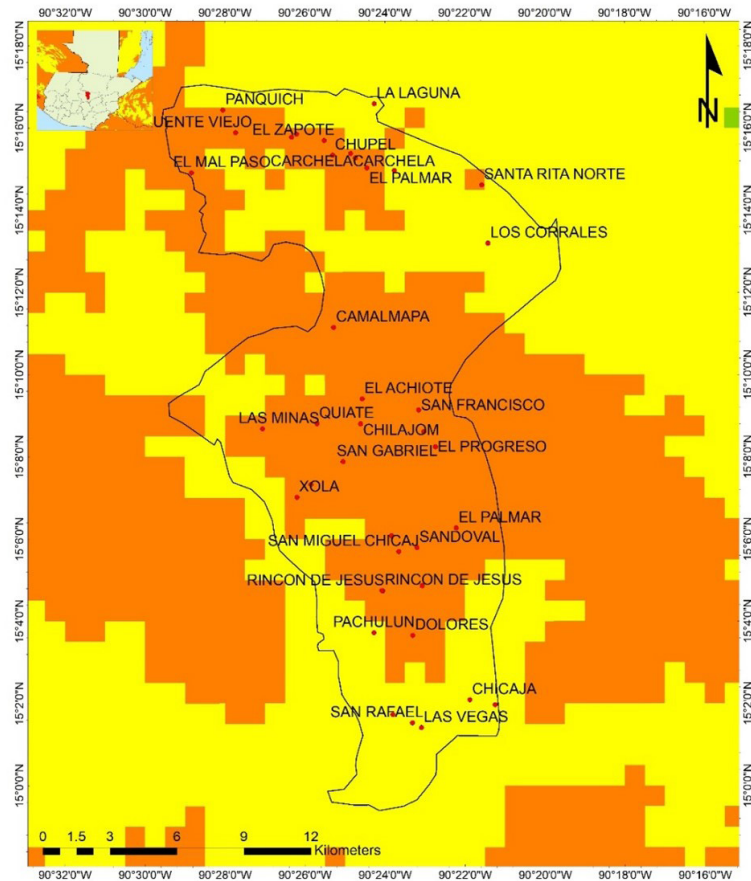 90°32'0"W 90°30'0"W 90°28'0"W 90°26'0"W 90°24'0"W 90°22'0"W 90°20'0"W 90°18'0"W 90°16'0"W
15°18'0"N 15°18'0"N
N
PANQUICH
LA LAGUNA
15°16'0"N 15°16'0"N
UENTE VIEJO
EL ZAPOTE
CHUPEL
EL MAL PASO
CARCHELA
CARCHELA
EL PALMAR
SANTA RITA NORTE
15°14'0"N 15°14'0"N
LOS CORRALES
15°12'0"N 15°12'0"N
CAMALMAPA
15°10'0"N 15°10'0"N
EL ACHIOTE
SAN FRANCISCO
QUIATE
LAS MINAS
CHILAJOM
EL PROGRESO
SAN GABRIEL
15°8'0"N 15°8'0"N
XOLA
EL PALMAR
15°6'0"N 15°6'0"N
SAN MIGUEL CHICAJ
SANDOVAL
RINCON DE JESUS
RINCON DE JESUS
15°4'0"N 15°4'0"N
PACHULUN
DOLORES
15°2'0"N 15°2'0"N
CHICAJA
SAN RAFAEL
LAS VEGAS
15°0'0"N 15°0'0"N
0 1.5 3 6 9 12
Kilometers
90°32'0"W 90°30'0"W 90°28'0"W 90°26'0"W 90°24'0"W 90°22'0"W 90°20'0"W 90°18'0"W 90°16'0"W